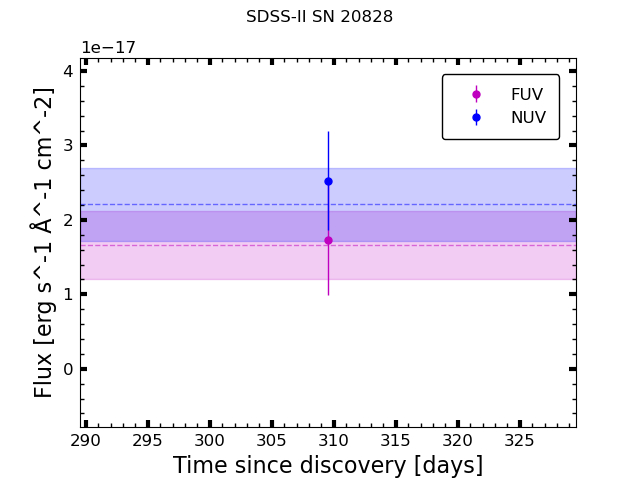 SDSS-II SN 20828
1e−17
4
3
2
1
0
FUV
NUV
Flux [erg s^-1 Å^-1 cm^-2]
290 295 300 305 310 315 320 325
Time since discovery [days]